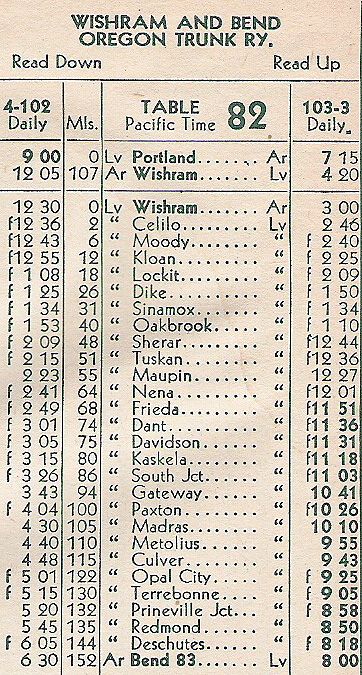 WISHRAM AND BEND
OREGON TRUNK RY.
Read Down Read Up
4-102 Daily Mls. TABLE 82 Pacific Time 103-3 Daily
9 00 0 Lv Portland....... Ar 7 15
12 05 107 Ar Wishram....... Lv 4 20
12 30 0 Lv Wishram....... Ar 3 00
f12 36 2 “ Celilo.......... Lv 2 46
f12 43 6 “ Moody........ “ f 2 40
f12 55 12 “ Kloan.......... “ f 2 25
f 1 08 18 “ Lockit......... “ f 2 09
f 1 25 26 “ Dike........... “ f 1 50
f 1 34 31 “ Sinamox....... “ f 1 34
f 1 53 40 “ Oakbrook..... “ f 1 10
f 2 09 48 “ Sherar......... “ f12 44
f 2 15 51 “ Tuskan........ “ f12 36
2 23 55 “ Maupin....... “ 12 27
f 2 41 64 “ Nena.......... “ f12 01
f 2 49 68 “ Frieda......... “ f11 51
f 3 01 74 “ Dant........... “ f11 36
f 3 05 75 “ Davidson...... “ f11 31
f 3 15 80 “ Kaskela........ “ f11 18
f 3 26 86 “ South Jct...... “ f11 03
3 43 94 “ Gateway...... “ 10 41
f 4 04 100 “ Paxton........ “ f10 26
4 30 105 “ Madras........ “ 10 10
4 40 110 “ Metolius...... “ 9 55
4 48 115 “ Culver......... “ 9 43
f 5 01 122 “ Opal City..... “ f 9 25
f 5 15 130 “ Terrebonne.... “ f 9 05
5 20 132 “ Prineville Jct... “ f 8 58
5 45 135 “ Redmond..... “ 8 50
f 6 05 144 “ Deschutes..... “ f 8 18
6 30 152 Ar Bend 83....... Lv 8 00